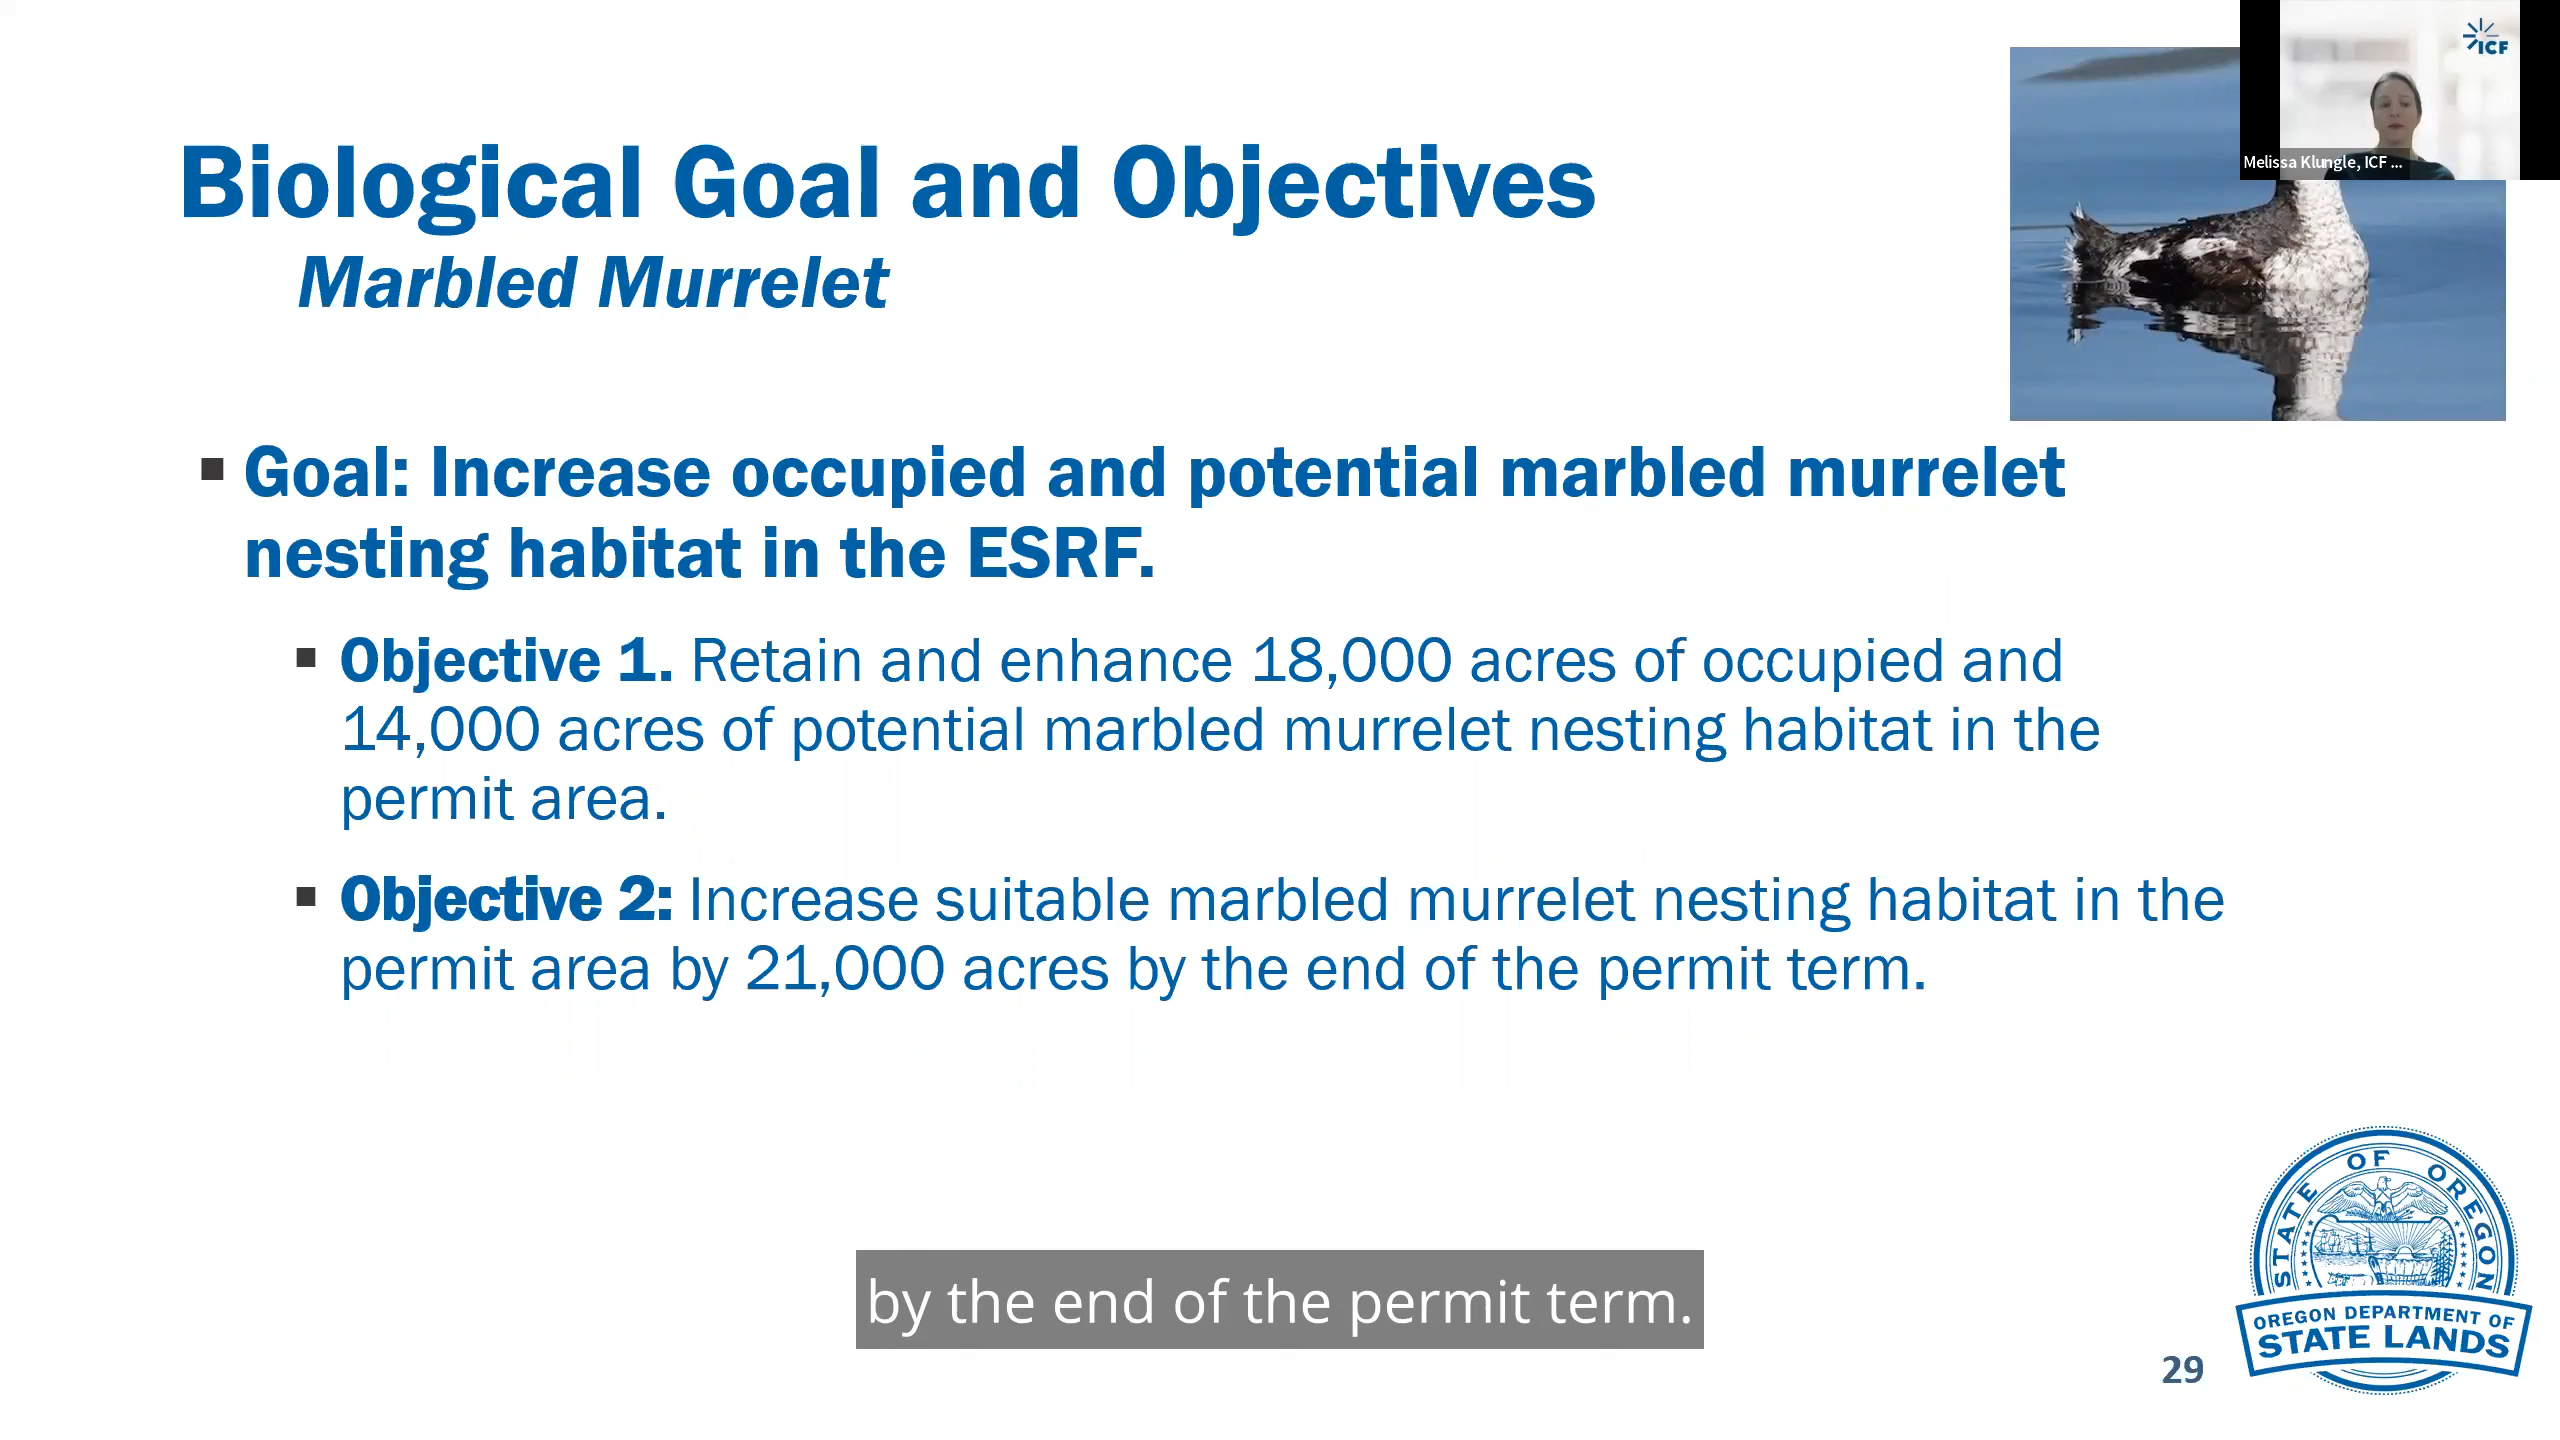 ICF
Melissa Klungle, ICF ...
Biological Goal and Objectives
Marbled Murrelet
▪ Goal: Increase occupied and potential marbled murrelet
nesting habitat in the ESRF.
▪ Objective 1. Retain and enhance 18,000 acres of occupied and
14,000 acres of potential marbled murrelet nesting habitat in the
permit area.
▪ Objective 2: Increase suitable marbled murrelet nesting habitat in the
permit area by 21,000 acres by the end of the permit term.
by the end of the permit term.
STATE OF OREGON
OREGON DEPARTMENT OF
STATE LANDS
29